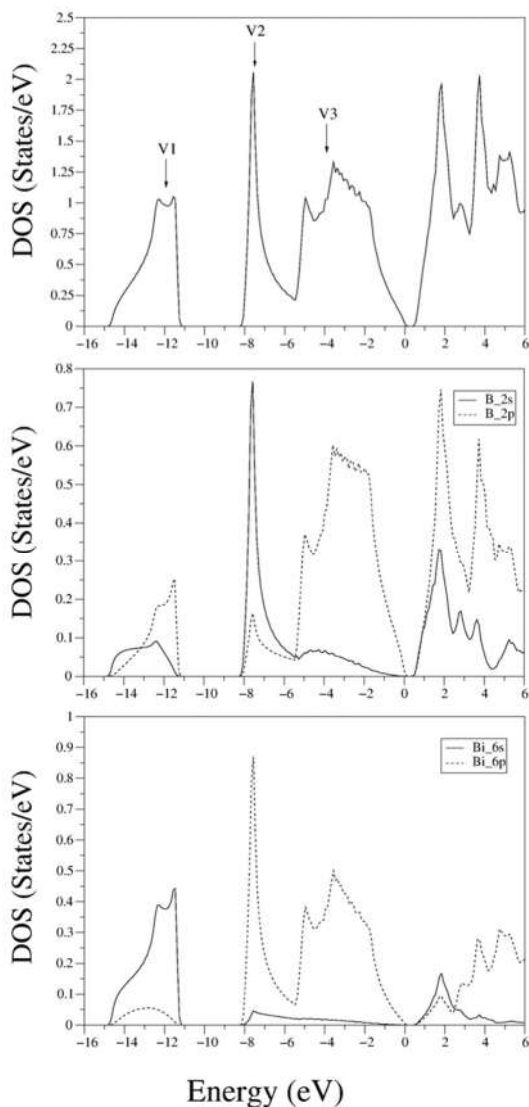 2.5
V2
2.25
2
V3
1.75
1.5
V1
1.25
1
0.75
0.5
0.25
0
DOS (States/eV)
−16 −14 −12 −10 −8 −6 −4 −2 0 2 4 6
0.8
B_2s
0.7
B_2p
0.6
0.5
0.4
0.3
0.2
0.1
0
DOS (States/eV)
−16 −14 −12 −10 −8 −6 −4 −2 0 2 4 6
1
0.9
Bi_6s
Bi_6p
0.8
0.7
0.6
0.5
0.4
0.3
0.2
0.1
0
DOS (States/eV)
−16 −14 −12 −10 −8 −6 −4 −2 0 2 4 6
Energy (eV)